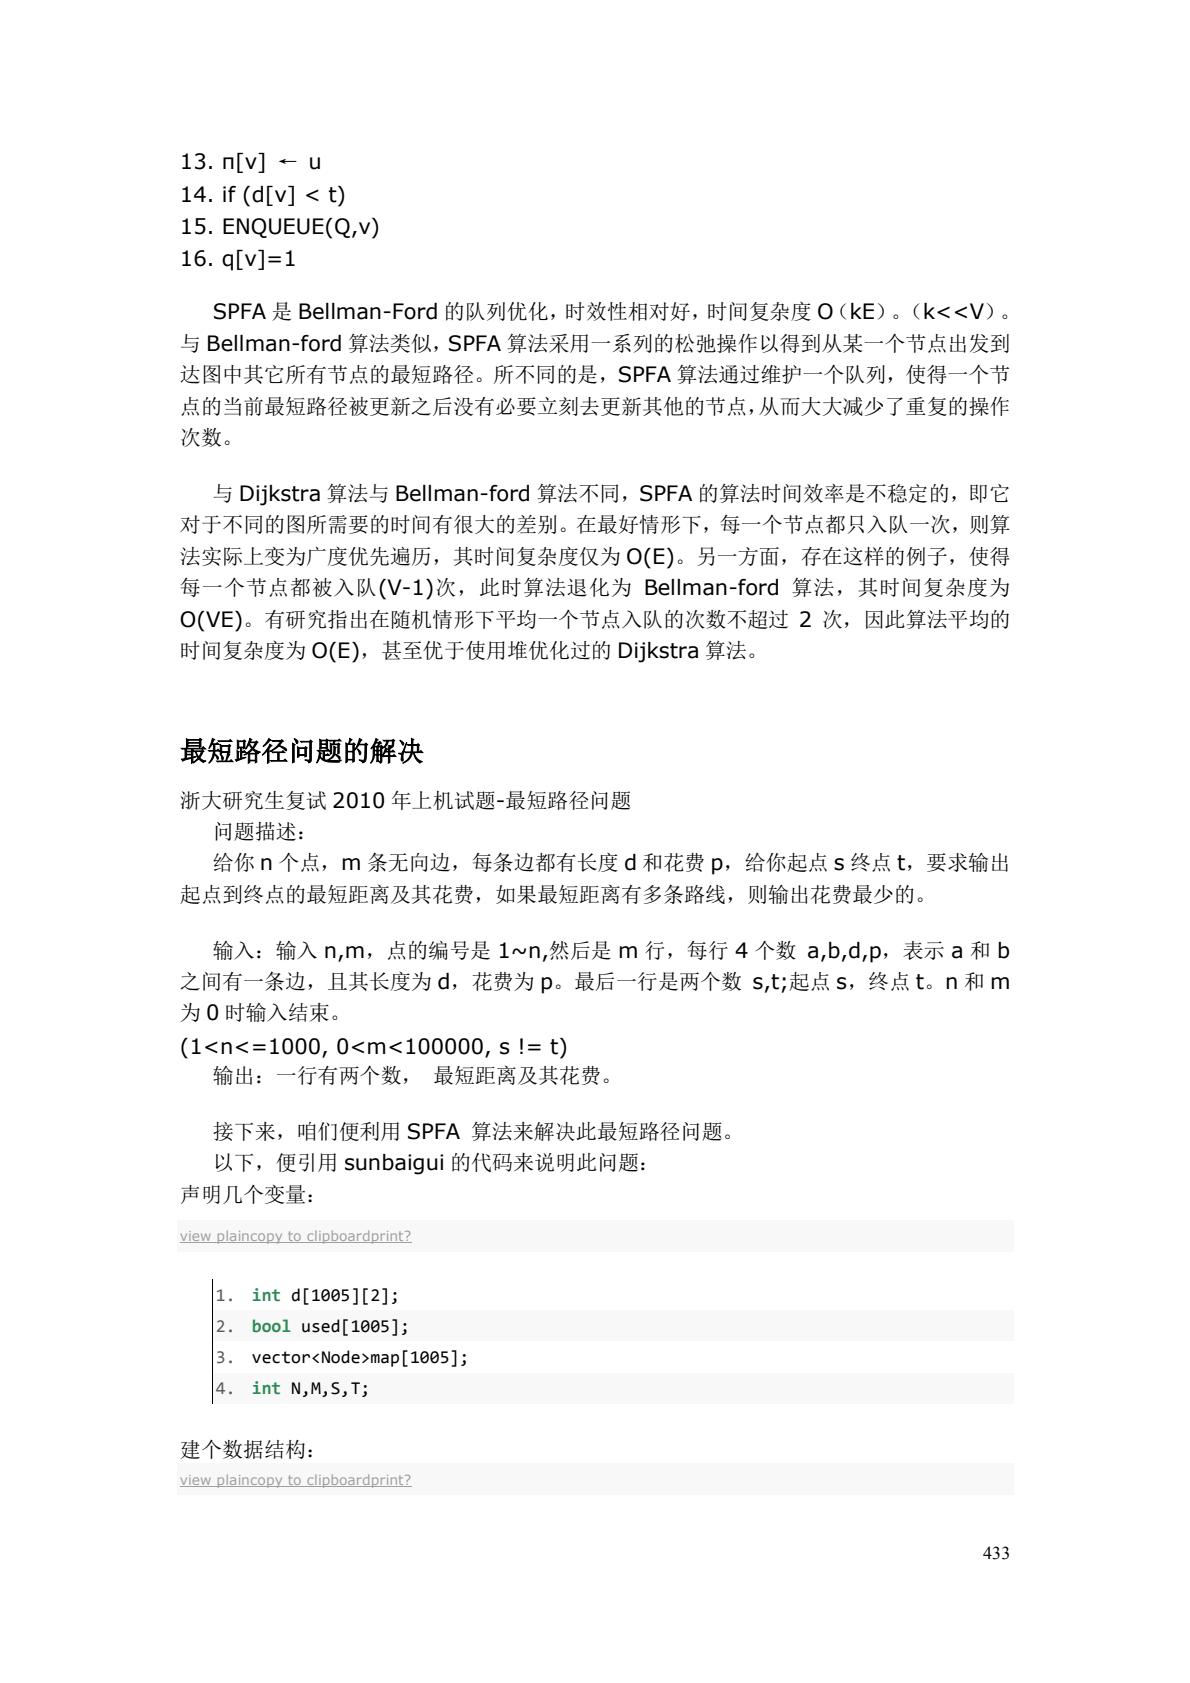 13. π[v] ← u
14. if (d[v] < t)
15. ENQUEUE(Q,v)
16. q[v]=1
SPFA 是 Bellman-Ford 的队列优化，时效性相对好，时间复杂度 O（kE）。（k<<V）。
与 Bellman-ford 算法类似，SPFA 算法采用一系列的松弛操作以得到从某一个节点出发到
达图中其它所有节点的最短路径。所不同的是，SPFA 算法通过维护一个队列，使得一个节
点的当前最短路径被更新之后没有必要立刻去更新其他的节点，从而大大减少了重复的操作
次数。
与 Dijkstra 算法与 Bellman-ford 算法不同，SPFA 的算法时间效率是不稳定的，即它
对于不同的图所需要的时间有很大的差别。在最好情形下，每一个节点都只入队一次，则算
法实际上变为广度优先遍历，其时间复杂度仅为 O(E)。另一方面，存在这样的例子，使得
每一个节点都被入队(V-1)次，此时算法退化为 Bellman-ford 算法，其时间复杂度为
O(VE)。有研究指出在随机情形下平均一个节点入队的次数不超过 2 次，因此算法平均的
时间复杂度为 O(E)，甚至优于使用堆优化过的 Dijkstra 算法。
最短路径问题的解决
浙大研究生复试 2010 年上机试题-最短路径问题
问题描述：
给你 n 个点，m 条无向边，每条边都有长度 d 和花费 p，给你起点 s 终点 t，要求输出
起点到终点的最短距离及其花费，如果最短距离有多条路线，则输出花费最少的。
输入：输入 n,m，点的编号是 1~n,然后是 m 行，每行 4 个数 a,b,d,p，表示 a 和 b
之间有一条边，且其长度为 d，花费为 p。最后一行是两个数 s,t;起点 s，终点 t。n 和 m
为 0 时输入结束。
(1<n<=1000, 0<m<100000, s != t)
输出：一行有两个数， 最短距离及其花费。
接下来，咱们便利用 SPFA 算法来解决此最短路径问题。
以下，便引用 sunbaigui 的代码来说明此问题：
声明几个变量：
view plaincopy to clipboardprint?
1. int d[1005][2];
2. bool used[1005];
3. vector<Node>map[1005];
4. int N,M,S,T;
建个数据结构：
view plaincopy to clipboardprint?
433